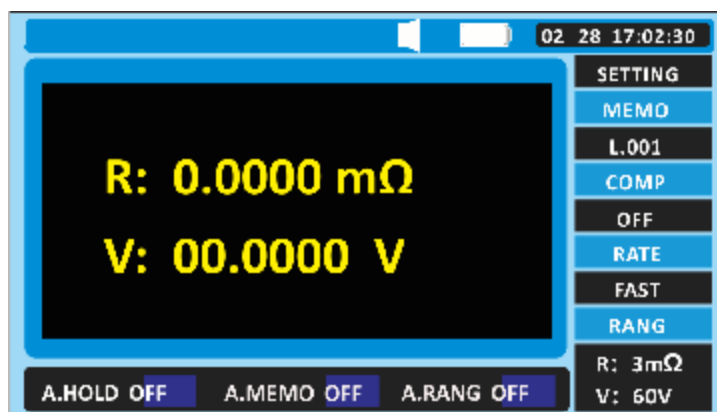 02 28 17:02:30
SETTING
MEMO
L.001
COMP
OFF
RATE
FAST
RANG
R: 3mΩ
V: 60V
R: 0.0000 mΩ
V: 00.0000 V
A.HOLD OFF A.MEMO OFF A.RANG OFF